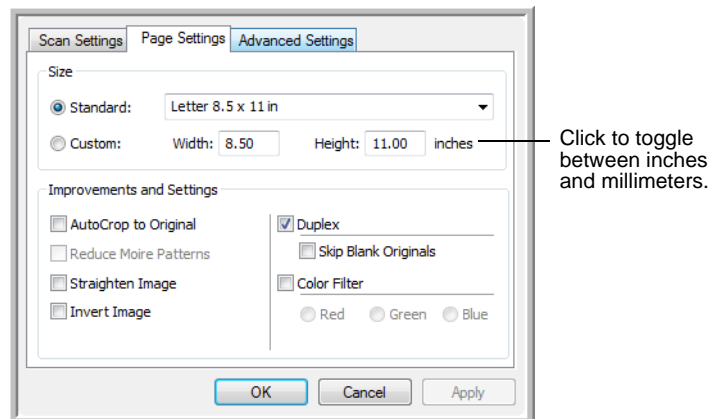 Scan Settings Page Settings Advanced Settings
Size
Standard: Letter 8.5 x 11 in
Custom: Width: 8.50 Height: 11.00 inches
Click to toggle
between inches
and millimeters.
Improvements and Settings
AutoCrop to Original
Reduce Moire Patterns
Straighten Image
Invert Image
Duplex
Skip Blank Originals
Color Filter
Red Green Blue
OK Cancel Apply